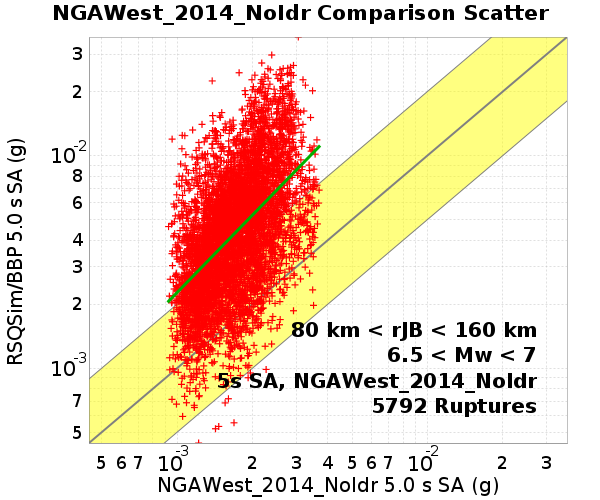 NGAWest_2014_NoIdr Comparison Scatter
RSQSim/BBP 5.0 s SA (g)
3
2
10-2
8
6
4
3
2
10-3
7
5
80 km < rJB < 160 km
6.5 < Mw < 7
5s SA, NGAWest_2014_NoIdr
5792 Ruptures
5 6 7 10-3 2 3 4 5 6 7 10-2 2 3
NGAWest_2014_NoIdr 5.0 s SA (g)